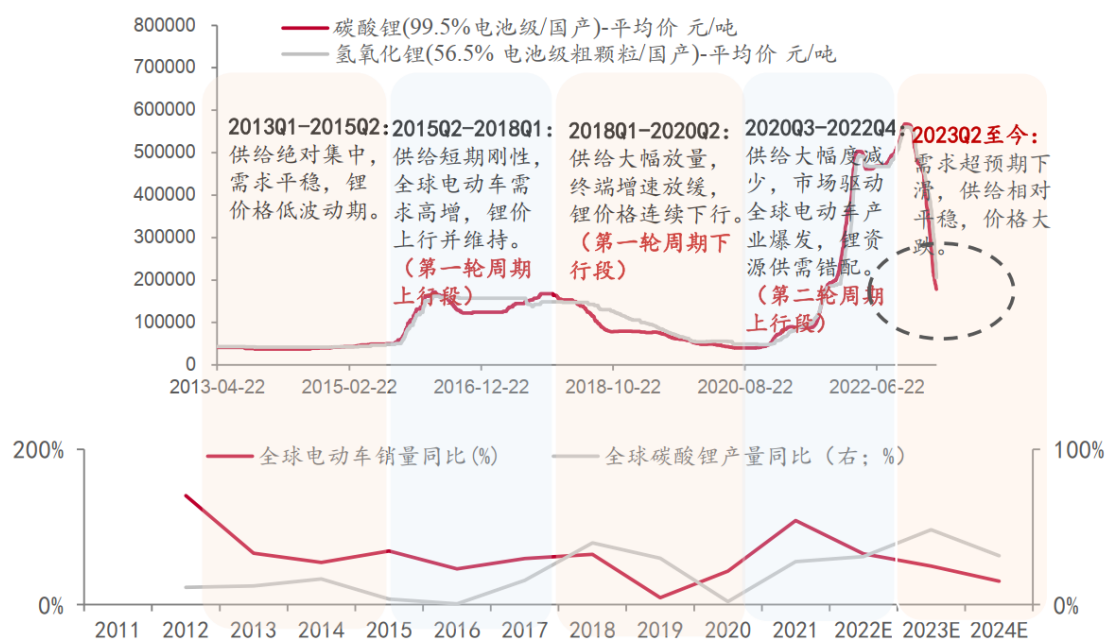 800000
700000
600000
500000
400000
300000
200000
100000
0
碳酸锂(99.5%电池级/国产)-平均价 元/吨
氢氧化锂(56.5% 电池级粗颗粒/国产)-平均价 元/吨
2013Q1-2015Q2:
供给绝对集中,
需求平稳，锂
价格低波动期。
2015Q2-2018Q1:
供给短期刚性,
全球电动车需
求高增，锂价
上行并维持。
（第一轮周期
上行段）
2018Q1-2020Q2:
供给大幅放量,
终端增速放缓,
锂价格连续下行。
（第一轮周期下
行段）
2020Q3-2022Q4:
供给大幅度减
少，市场驱动
全球电动车产
业爆发，锂资
源供需错配。
（第二轮周期
上行段）
2023Q2至今:
需求超预期下
滑，供给相对
平稳，价格大
跌。
2013-04-22 2015-02-22 2016-12-22 2018-10-22 2020-08-22 2022-06-22
200%
0%
全球电动车销量同比(%) 全球碳酸锂产量同比（右；%）
100%
0%
2011 2012 2013 2014 2015 2016 2017 2018 2019 2020 2021 2022E 2023E 2024E